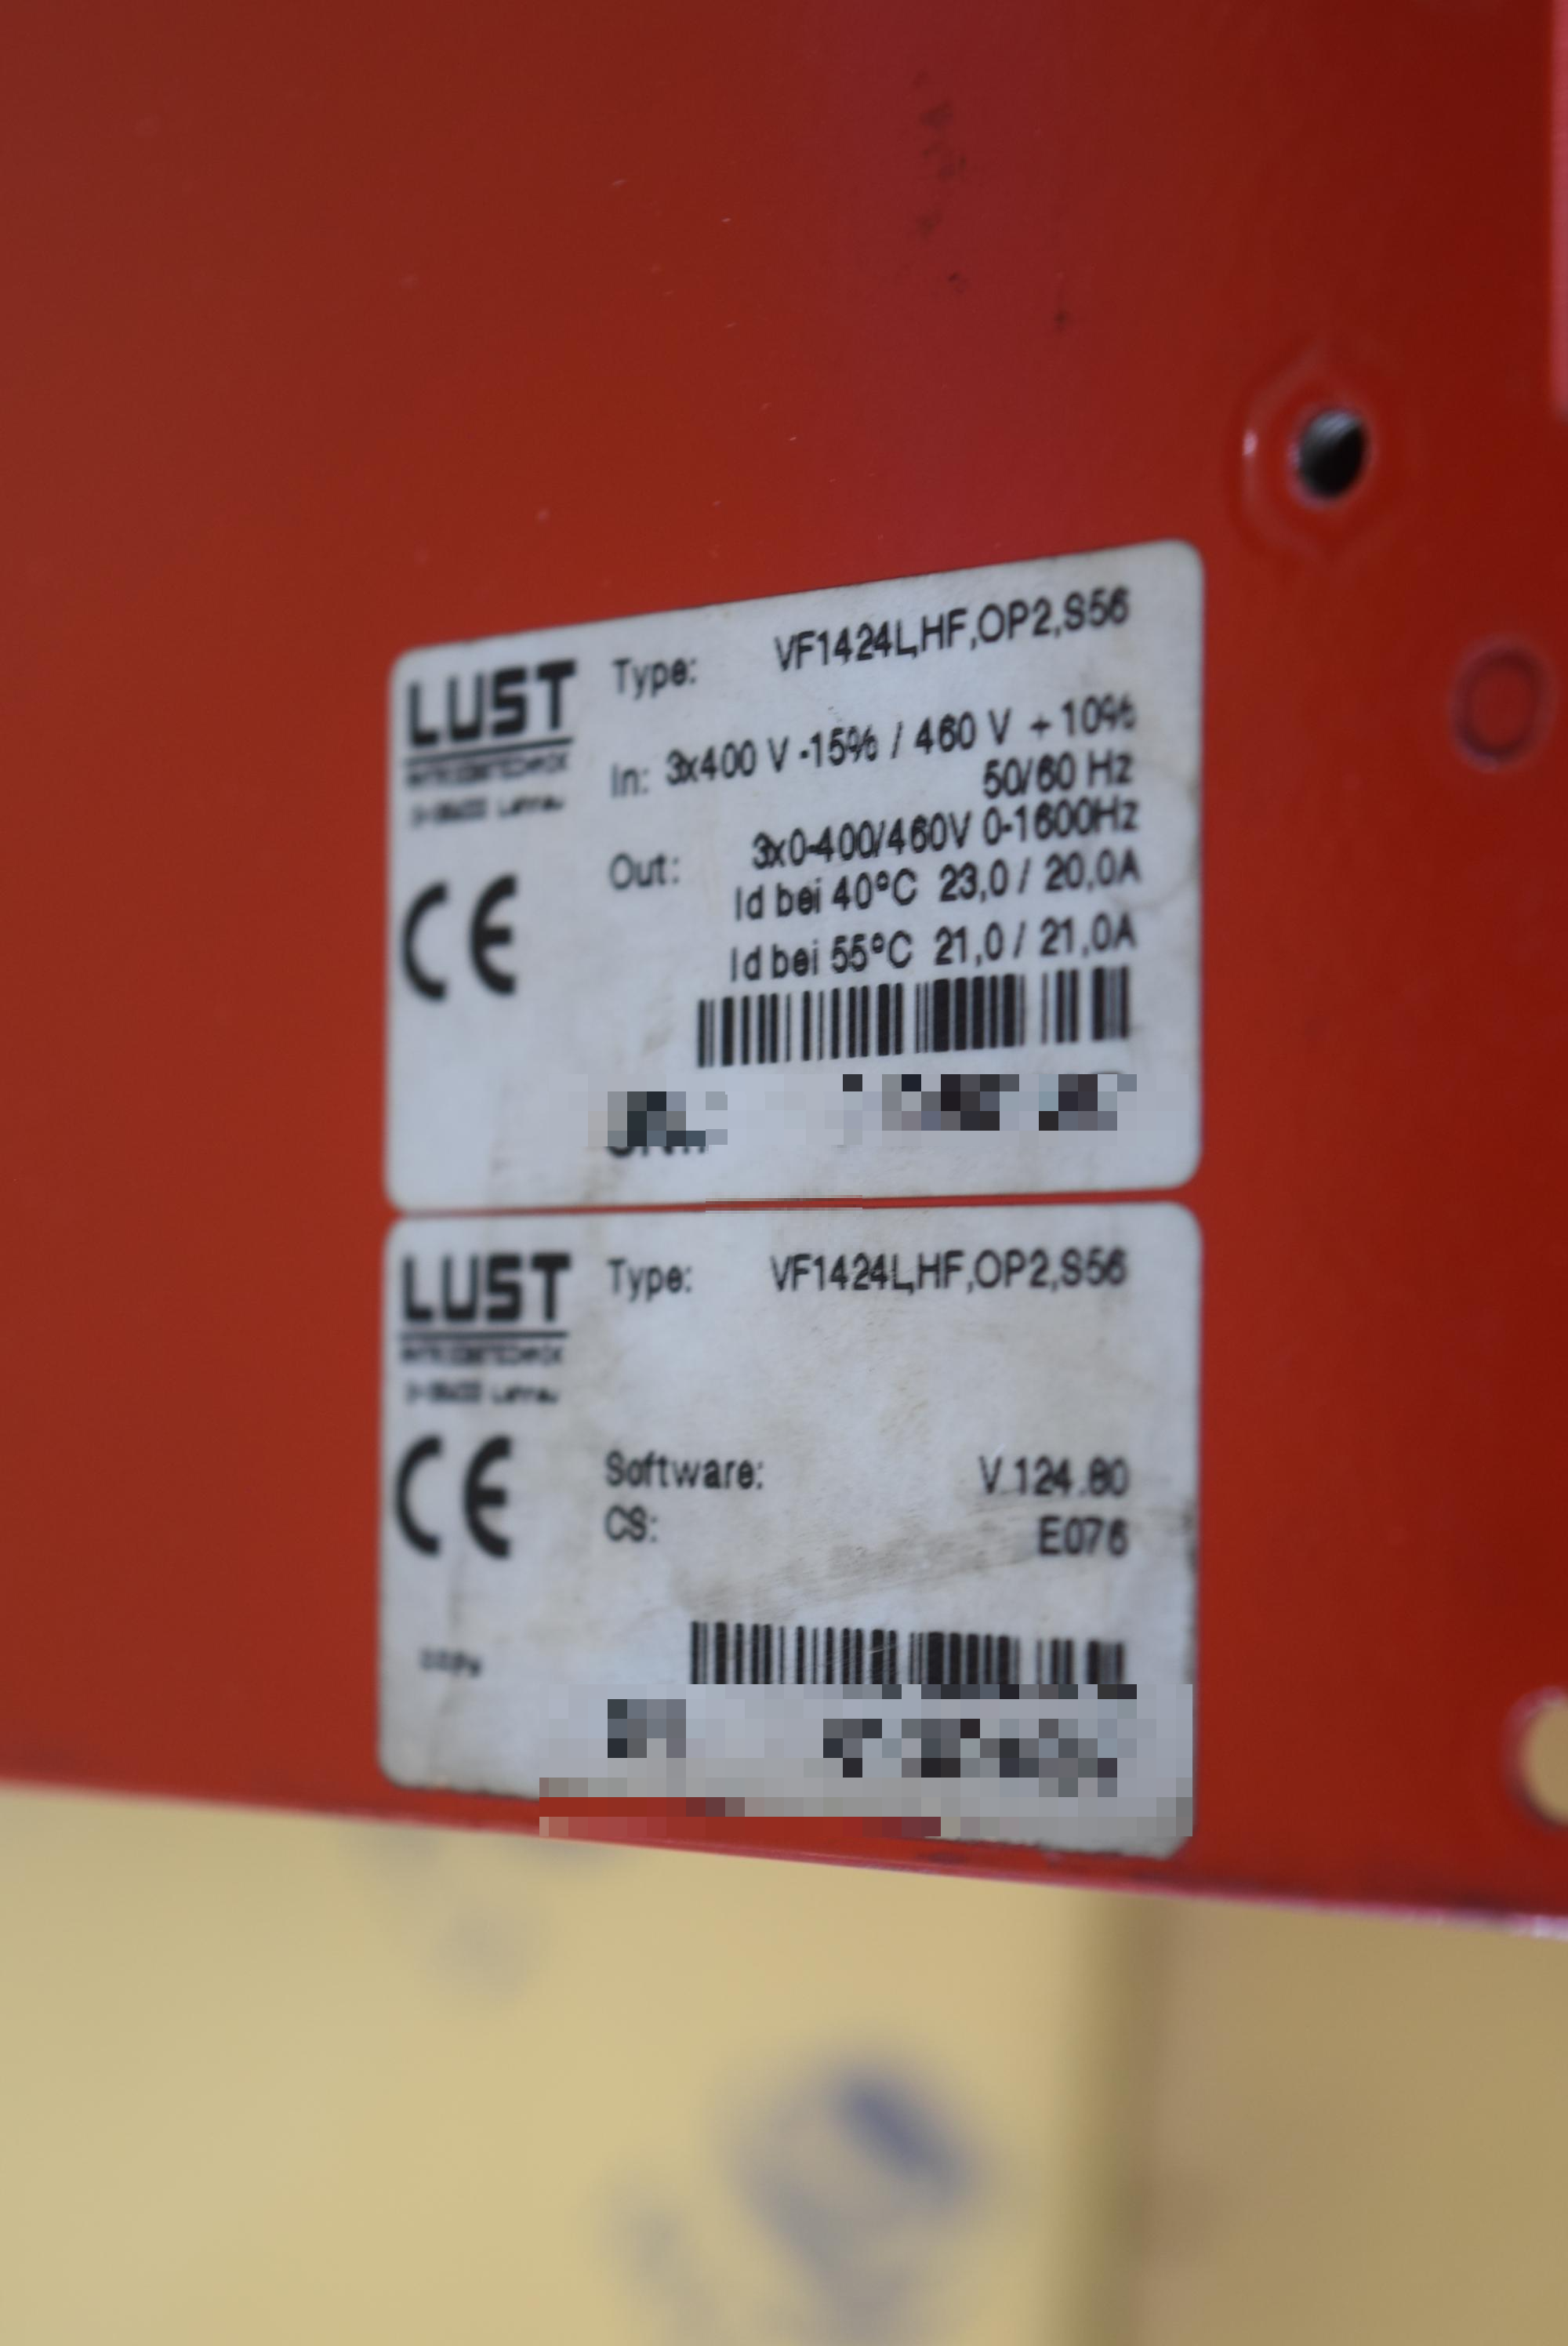 LUST
Type: VF1424L,HF,OP2,S56
In: 3x400 V -15% / 460 V + 10%
50/60 Hz
Out: 3x0-400/460V 0-1600Hz
Id bei 40°C 23,0 / 20,0A
Id bei 55°C 21,0 / 21,0A
CE
LUST
Type: VF1424L,HF,OP2,S56
Software: V 124.80
CS: E076
CE